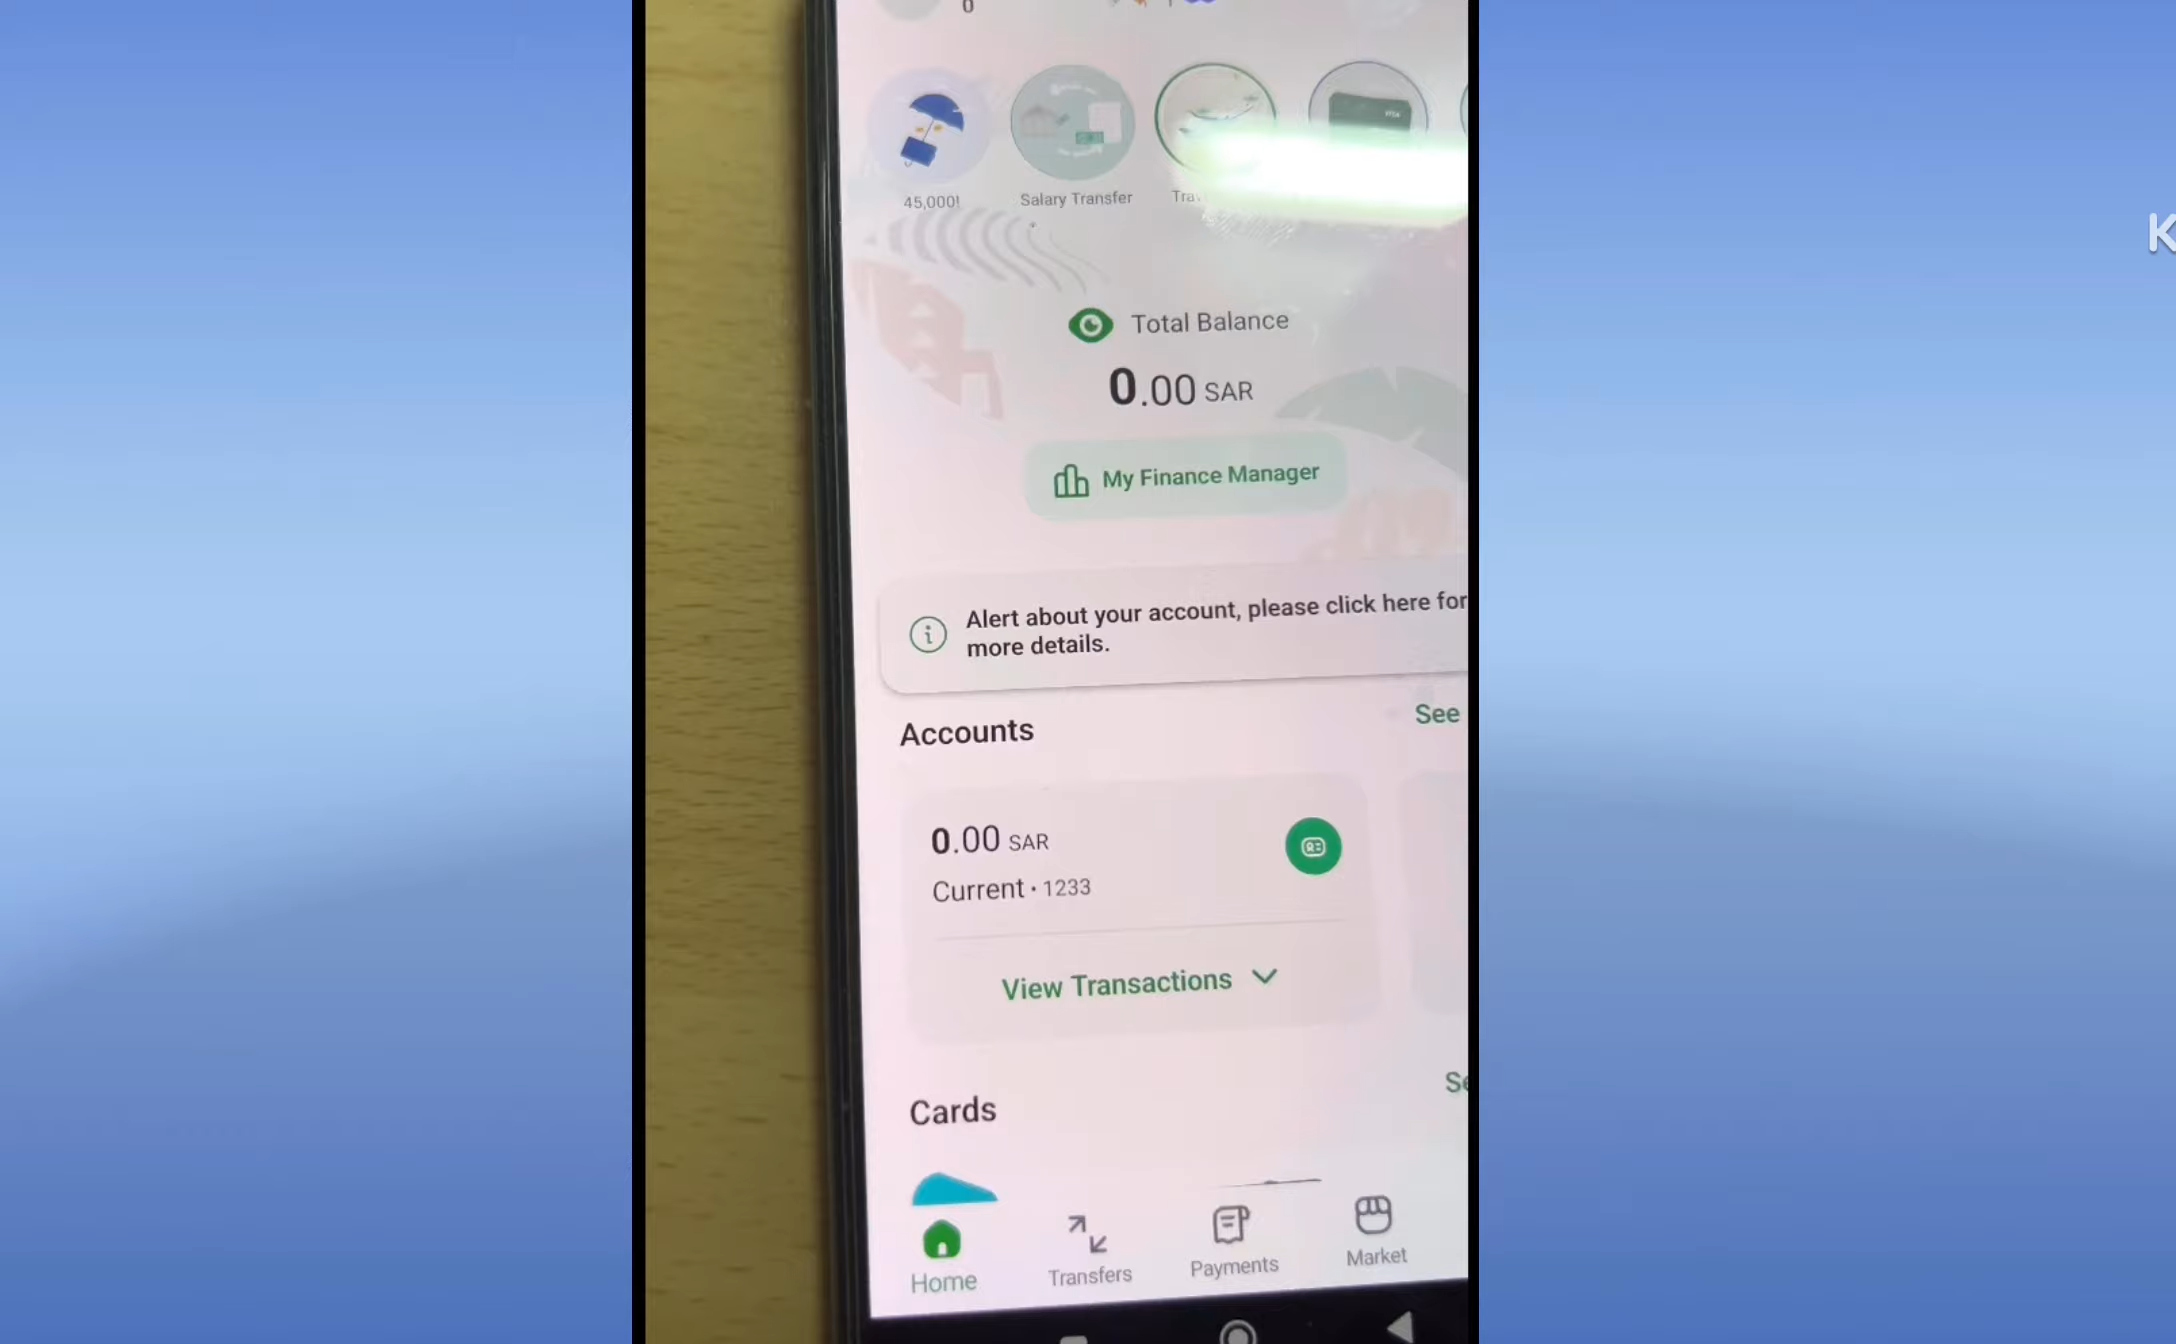 0
45,000!
Salary Transfer
Total Balance
0.00 SAR
My Finance Manager
Alert about your account, please click here for
more details.
Accounts
See
0.00 SAR
Current • 1233
View Transactions
Cards
Home
Transfers
Payments
Market
K